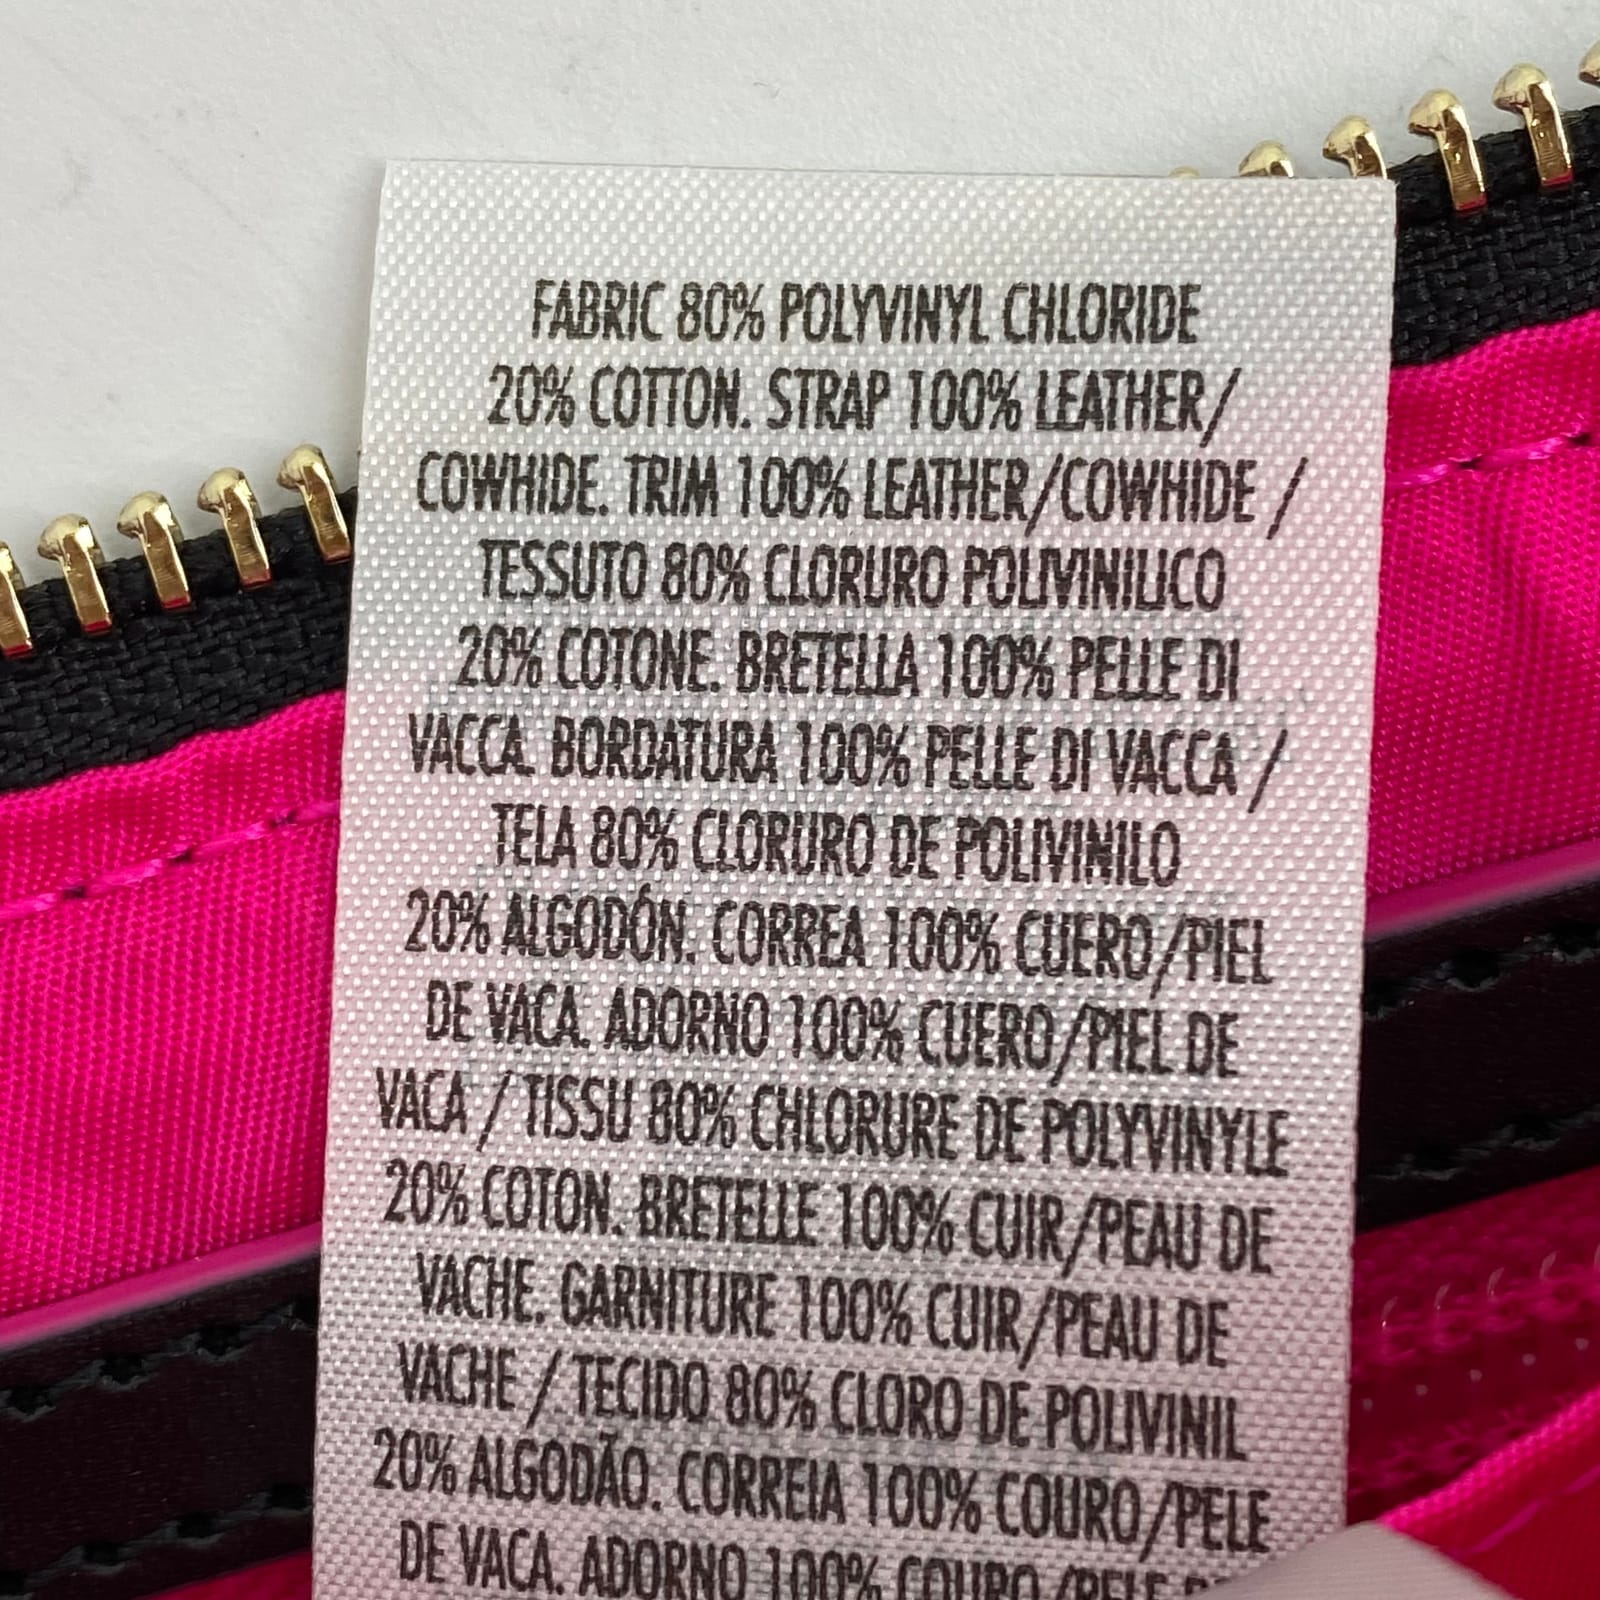 FABRIC 80% POLYVINYL CHLORIDE
20% COTTON. STRAP 100% LEATHER/
COWHIDE. TRIM 100% LEATHER/COWHIDE /
TESSUTO 80% CLORURO POLIVINILICO
20% COTONE. BRETELLA 100% PELLE DI
VACCA. BORDATURA 100% PELLE DI VACCA /
TELA 80% CLORURO DE POLIVINILO
20% ALGODÓN. CORREA 100% CUERO/PIEL
DE VACA. ADORNO 100% CUERO/PIEL DE
VACA / TISSU 80% CHLORURE DE POLYVINYLE
20% COTON. BRETELLE 100% CUIR/PEAU DE
VACHE. GARNITURE 100% CUIR/PEAU DE
VACHE / TECIDO 80% CLORO DE POLIVINIL
20% ALGODÃO. CORREIA 100% COURO/PELE
DE VACA. ADORNO 100% COURO/PELE